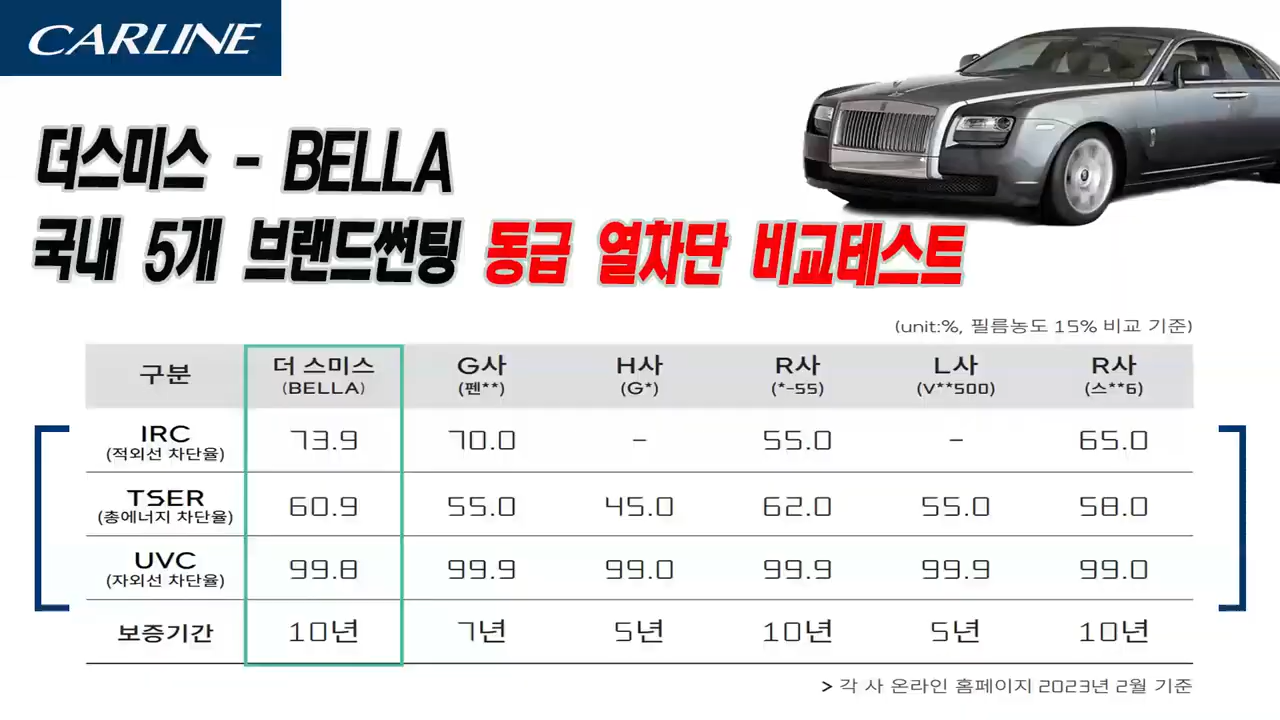 CARLINE
더스미스 - BELLA
국내 5개 브랜드썬팅 동급 열차단 비교테스트
(unit:%, 필름농도 15% 비교 기준)
구분 더 스미스 (BELLA) G사 (펜**) H사 (G*) R사 (*-55) L사 (V**500) R사 (스**6)
IRC (적외선 차단율) 73.9 70.0 - 55.0 - 65.0
TSER (총에너지 차단율) 60.9 55.0 45.0 62.0 55.0 58.0
UVC (자외선 차단율) 99.8 99.9 99.0 99.9 99.9 99.0
보증기간 10년 7년 5년 10년 5년 10년
> 각 사 온라인 홈페이지 2023년 2월 기준